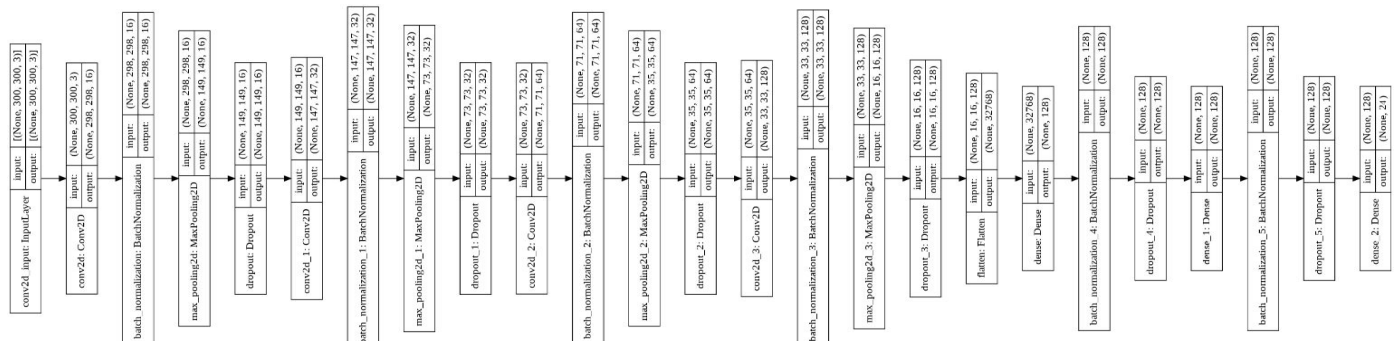 conv2d_input: InputLayer
input: [(None, 300, 300, 3)]
output: [(None, 300, 300, 3)]
conv2d: Conv2D
input: (None, 300, 300, 3)
output: (None, 298, 298, 16)
batch_normalization: BatchNormalization
input: (None, 298, 298, 16)
output: (None, 298, 298, 16)
max_pooling2d: MaxPooling2D
input: (None, 298, 298, 16)
output: (None, 149, 149, 16)
dropout: Dropout
input: (None, 149, 149, 16)
output: (None, 149, 149, 16)
conv2d_1: Conv2D
input: (None, 149, 149, 16)
output: (None, 147, 147, 32)
atch_normalization_1: BatchNormalization
input: (None, 147, 147, 32)
output: (None, 147, 147, 32)
max_pooling2d_1: MaxPooling2D
input: (None, 147, 147, 32)
output: (None, 73, 73, 32)
dropout_1: Dropout
input: (None, 73, 73, 32)
output: (None, 73, 73, 32)
conv2d_2: Conv2D
input: (None, 73, 73, 32)
output: (None, 71, 71, 64)
batch_normalization_2: BatchNormalization
input: (None, 71, 71, 64)
output: (None, 71, 71, 64)
max_pooling2d_2: MaxPooling2D
input: (None, 71, 71, 64)
output: (None, 35, 35, 64)
dropout_2: Dropout
input: (None, 35, 35, 64)
output: (None, 35, 35, 64)
conv2d_3: Conv2D
input: (None, 35, 35, 64)
output: (None, 33, 33, 128)
atch_normalization_3: BatchNormalization
input: (None, 33, 33, 128)
output: (None, 33, 33, 128)
max_pooling2d_3: MaxPooling2D
input: (None, 33, 33, 128)
output: (None, 16, 16, 128)
dropout_3: Dropout
input: (None, 16, 16, 128)
output: (None, 16, 16, 128)
flatten: Flatten
input: (None, 16, 16, 128)
output: (None, 32768)
dense: Dense
input: (None, 32768)
output: (None, 128)
batch_normalization_4: BatchNormalization
input: (None, 128)
output: (None, 128)
dropout_4: Dropout
input: (None, 128)
output: (None, 128)
dense_1: Dense
input: (None, 128)
output: (None, 128)
batch_normalization_5: BatchNormalization
input: (None, 128)
output: (None, 128)
dropout_5: Dropout
input: (None, 128)
output: (None, 128)
dense_2: Dense
input: (None, 128)
output: (None, 24)